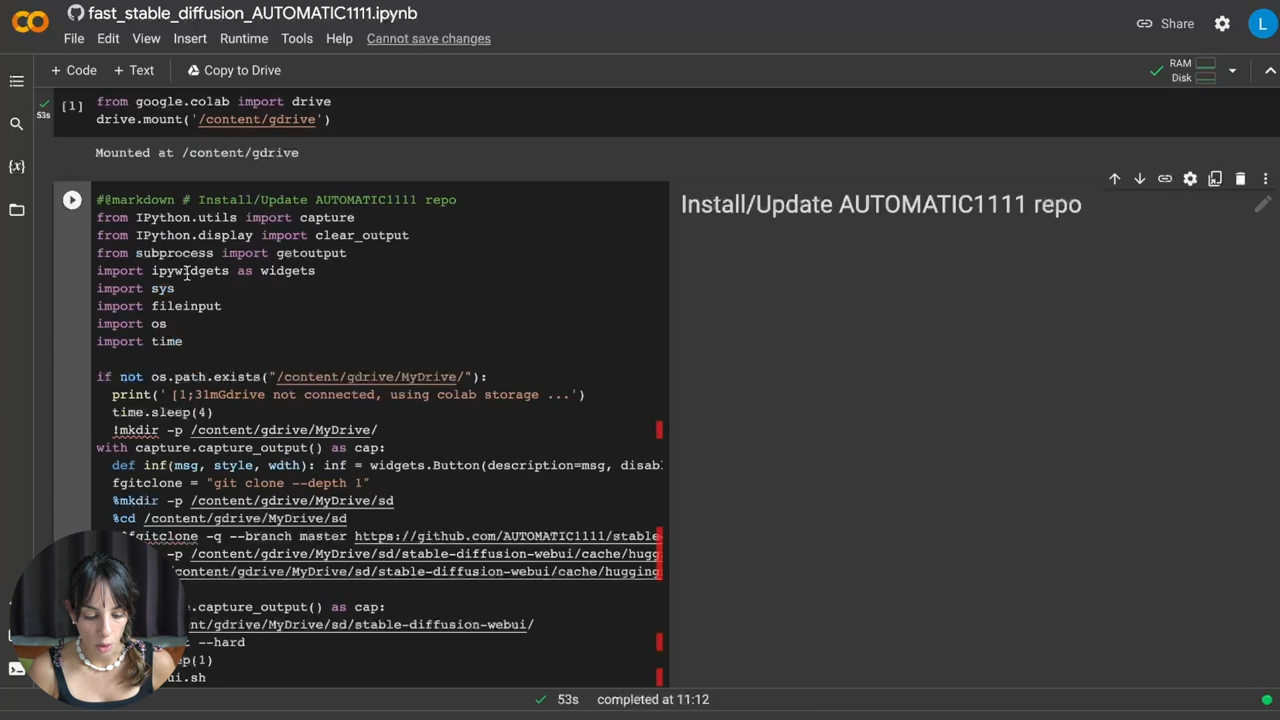 CO
fast_stable_diffusion_AUTOMATIC1111.ipynb
Share
L
File Edit View Insert Runtime Tools Help Cannot save changes
+ Code + Text Copy to Drive
RAM
Disk
[1]
53s
from google.colab import drive
drive.mount('/content/gdrive')
Mounted at /content/gdrive
#@markdown # Install/Update AUTOMATIC1111 repo
from IPython.utils import capture
from IPython.display import clear_output
from subprocess import getoutput
import ipywidgets as widgets
import sys
import fileinput
import os
import time
if not os.path.exists("/content/gdrive/MyDrive/"):
print('[1;31mGdrive not connected, using colab storage ...')
time.sleep(4)
!mkdir -p /content/gdrive/MyDrive/
with capture.capture_output() as cap:
def inf(msg, style, wdth): inf = widgets.Button(description=msg, disabl
fgitclone = "git clone --depth 1"
%mkdir -p /content/gdrive/MyDrive/sd
%cd /content/gdrive/MyDrive/sd
fgitclone -q --branch master https://github.com/AUTOMATIC1111/stable-
-p /content/gdrive/MyDrive/sd/stable-diffusion-webui/cache/hugg
content/gdrive/MyDrive/sd/stable-diffusion-webui/cache/hugging
.capture_output() as cap:
nt/gdrive/MyDrive/sd/stable-diffusion-webui/
t --hard
ep(1)
ui.sh
Install/Update AUTOMATIC1111 repo
53s completed at 11:12